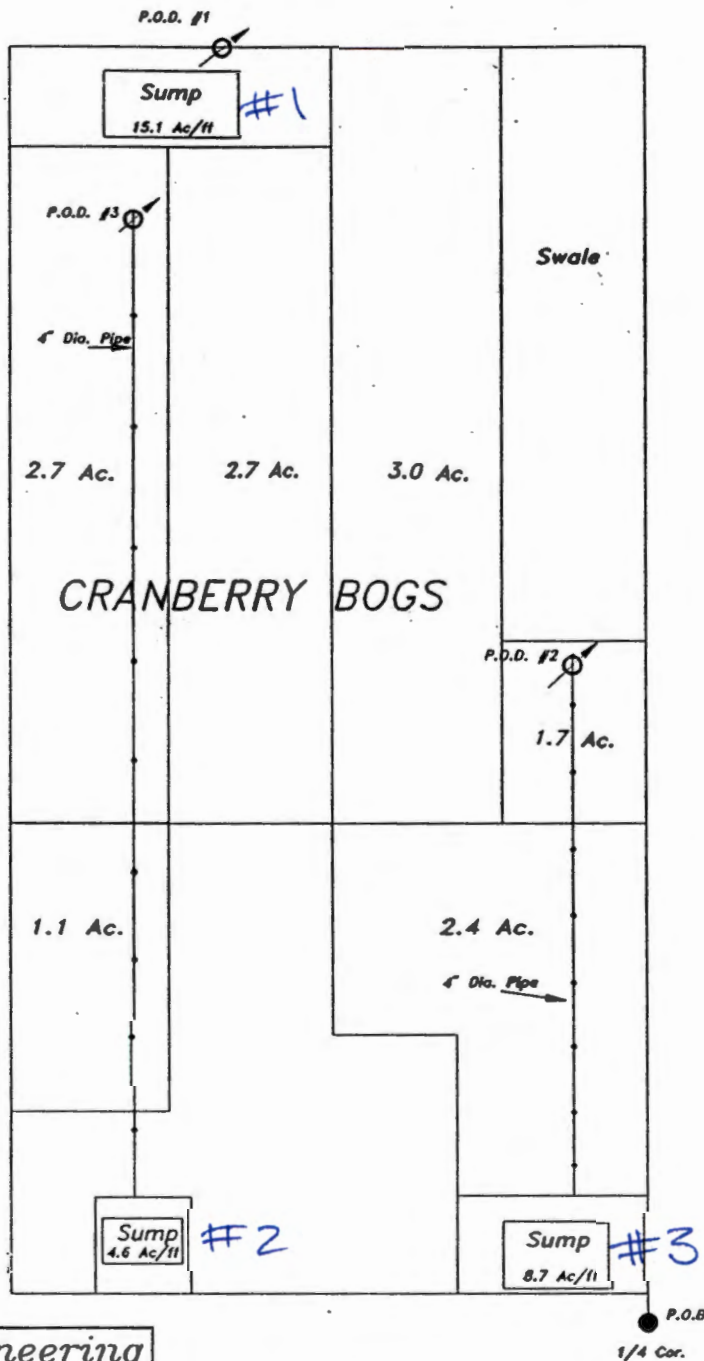 P.O.D. #1
Sump #1
15.1 Ac/ft
P.O.D. #3
Swale
4" Dia. Pipe
2.7 Ac. 2.7 Ac. 3.0 Ac.
CRANBERRY BOGS
P.O.D. #2
1.7 Ac.
1.1 Ac. 2.4 Ac.
4" Dia. Pipe
Sump #2
4.6 Ac/ft
Sump #3
8.7 Ac/ft
P.O.B
1/4 Cor.
neering